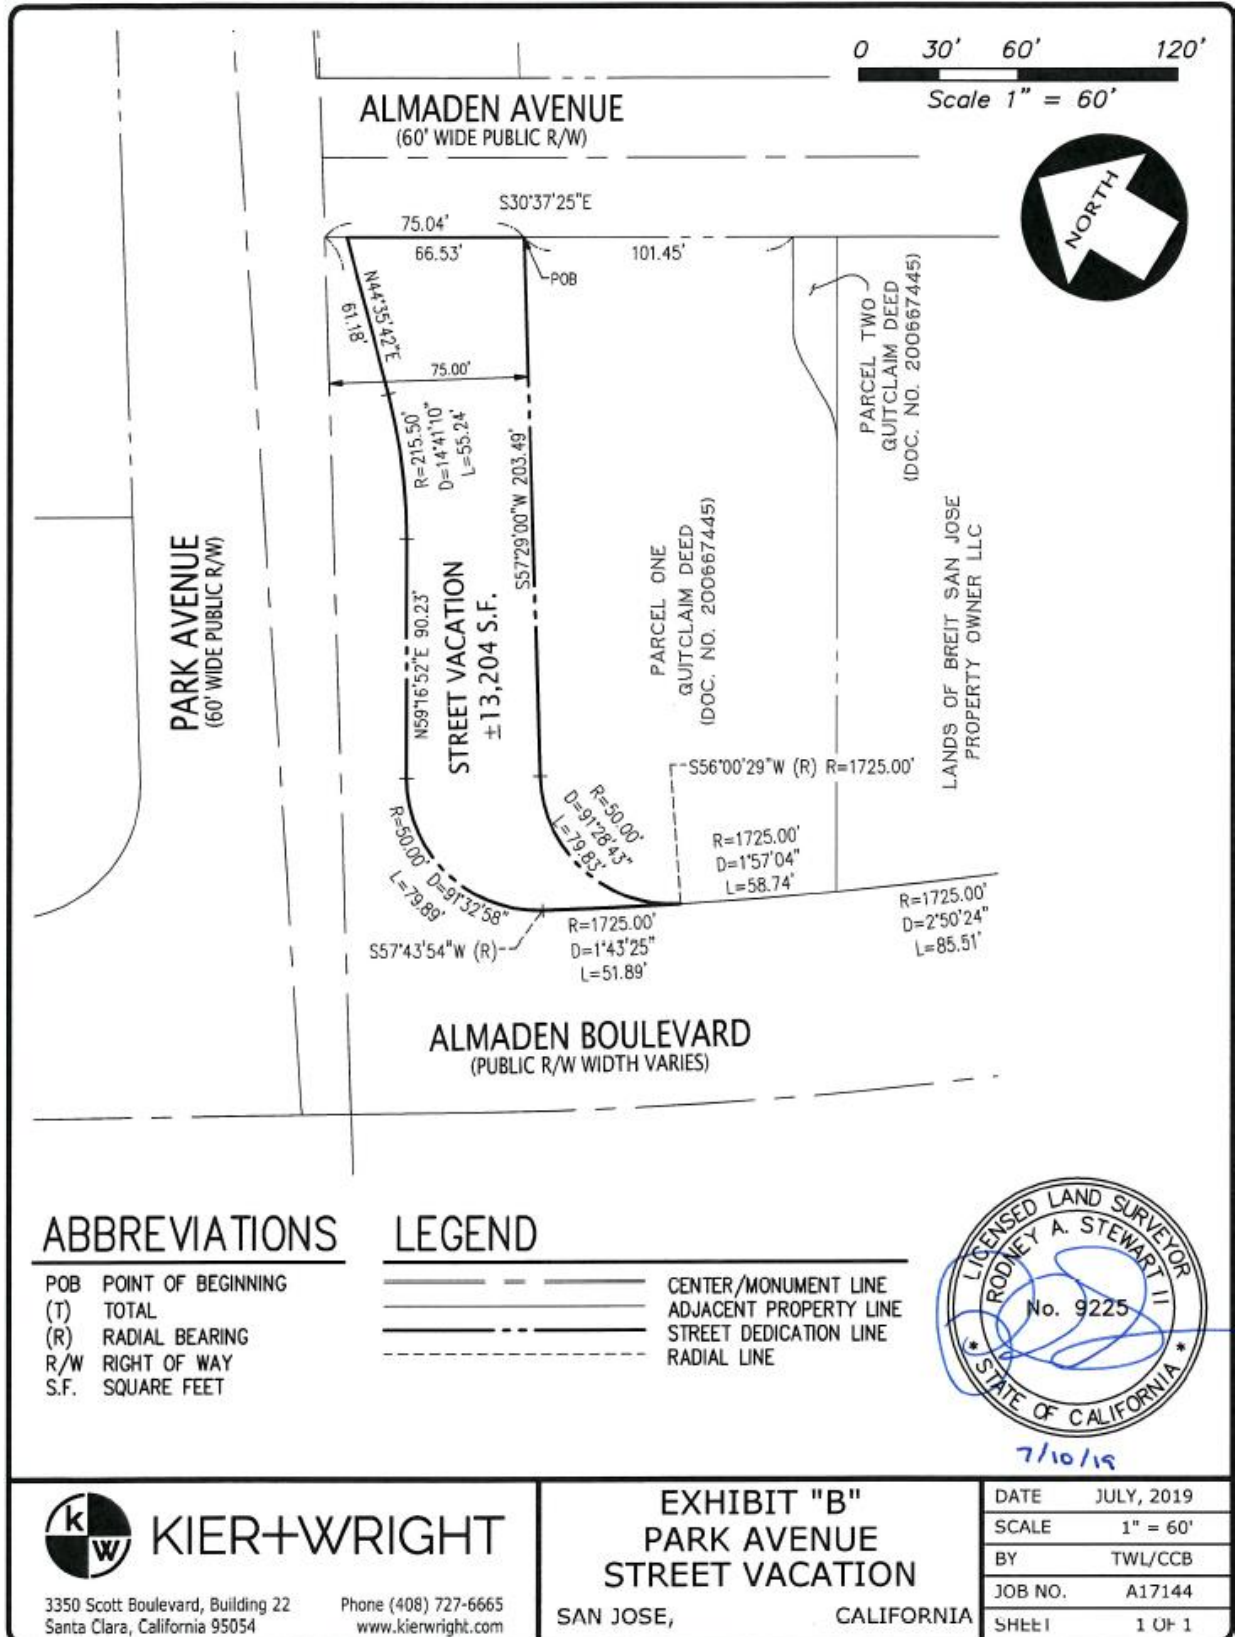 0 30' 60' 120'
Scale 1" = 60'
NORTH
ALMADEN AVENUE
(60' WIDE PUBLIC R/W)
S30°37'25"E
75.04'
66.53'
101.45'
POB
N44°35'42"E
61.18'
75.00'
R=215.50'
D=14°41'10"
L=55.24'
S57°29'00"W 203.49'
PARCEL TWO
QUITCLAIM DEED
(DOC. NO. 200667445)
PARK AVENUE
(60' WIDE PUBLIC R/W)
N59°16'52"E 90.23'
STREET VACATION
±13,204 S.F.
PARCEL ONE
QUITCLAIM DEED
(DOC. NO. 200667445)
LANDS OF BREIT SAN JOSE
PROPERTY OWNER LLC
S56°00'29"W (R) R=1725.00'
R=50.00'
D=91°28'43"
L=79.83'
R=1725.00'
D=1°57'04"
L=58.74'
R=50.00' D=91°32'58"
L=79.89'
S57°43'54"W (R)
R=1725.00'
D=1°43'25"
L=51.89'
R=1725.00'
D=2°50'24"
L=85.51'
ALMADEN BOULEVARD
(PUBLIC R/W WIDTH VARIES)
ABBREVIATIONS
POB POINT OF BEGINNING
(T) TOTAL
(R) RADIAL BEARING
R/W RIGHT OF WAY
S.F. SQUARE FEET
LEGEND
CENTER/MONUMENT LINE
ADJACENT PROPERTY LINE
STREET DEDICATION LINE
RADIAL LINE
LICENSED LAND SURVEYOR
RODNEY A. STEWART II
No. 9225
* STATE OF CALIFORNIA *
7/10/19
k
w
KIER+WRIGHT
3350 Scott Boulevard, Building 22
Santa Clara, California 95054
Phone (408) 727-6665
www.kierwright.com
EXHIBIT "B"
PARK AVENUE
STREET VACATION
SAN JOSE, CALIFORNIA
DATE JULY, 2019
SCALE 1" = 60'
BY TWL/CCB
JOB NO. A17144
SHEET 1 OF 1